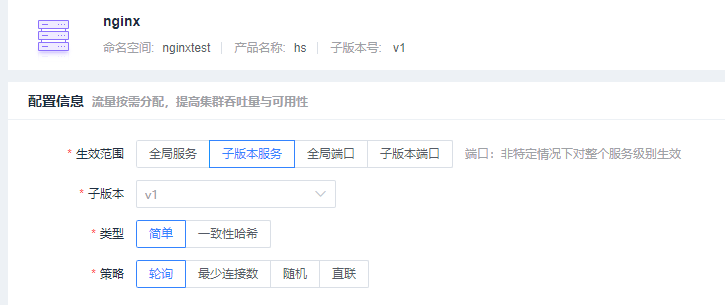 nginx
命名空间: nginxtest 产品名称: hs 子版本号: v1
配置信息 流量按需分配，提高集群吞吐量与可用性
* 生效范围 全局服务 子版本服务 全局端口 子版本端口 端口：非特定情况下对整个服务级别生效
* 子版本 v1
* 类型 简单 一致性哈希
* 策略 轮询 最少连接数 随机 直联